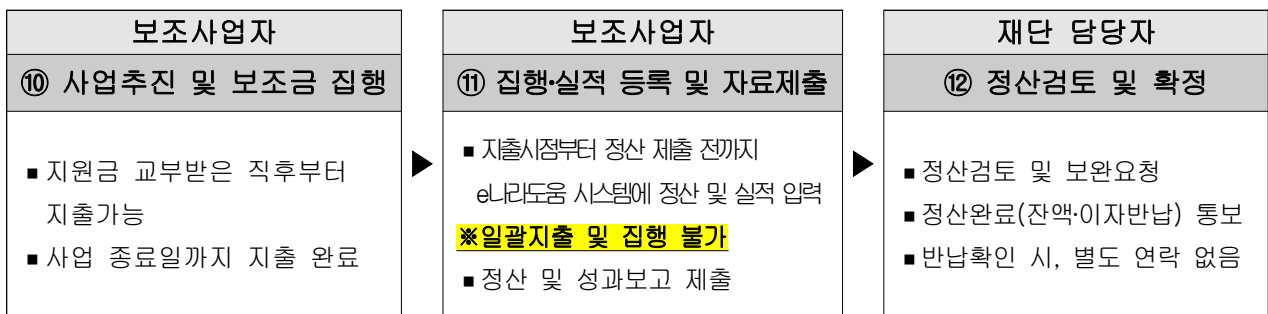 보조사업자
⑩ 사업추진 및 보조금 집행
■ 지원금 교부받은 직후부터
지출가능
■ 사업 종료일까지 지출 완료
▶
보조사업자
⑪ 집행·실적 등록 및 자료제출
■ 지출시점부터 정산 제출 전까지
e나라도움 시스템에 정산 및 실적 입력
※일괄지출 및 집행 불가
■ 정산 및 성과보고 제출
▶
재단 담당자
⑫ 정산검토 및 확정
■ 정산검토 및 보완요청
■ 정산완료(잔액·이자반납) 통보
■ 반납확인 시, 별도 연락 없음